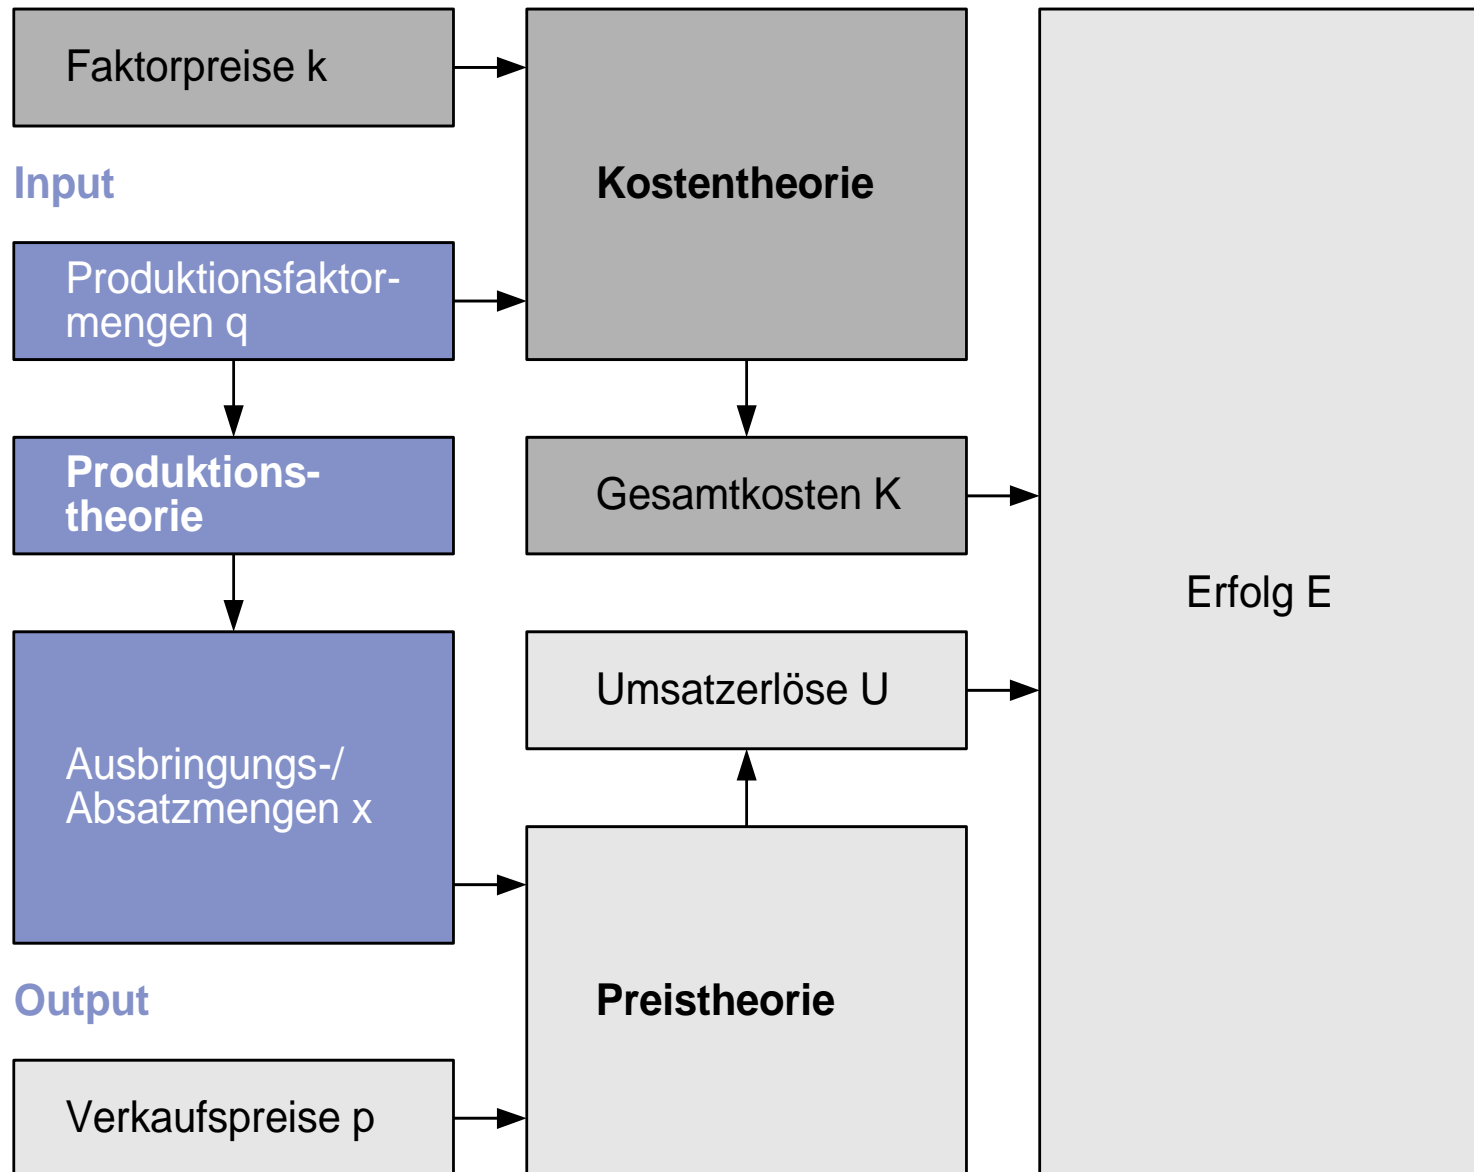 Faktorpreise k
Input
Kostentheorie
Produktionsfaktor-
mengen q
Produktions-
theorie
Gesamtkosten K
Erfolg E
Umsatzerlöse U
Ausbringungs-/
Absatzmengen x
Output
Preistheorie
Verkaufspreise p